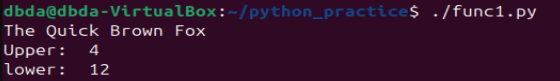 dbda@dbda-VirtualBox:~/python_practice$ ./func1.py
The Quick Brown Fox
Upper:  4
lower:  12